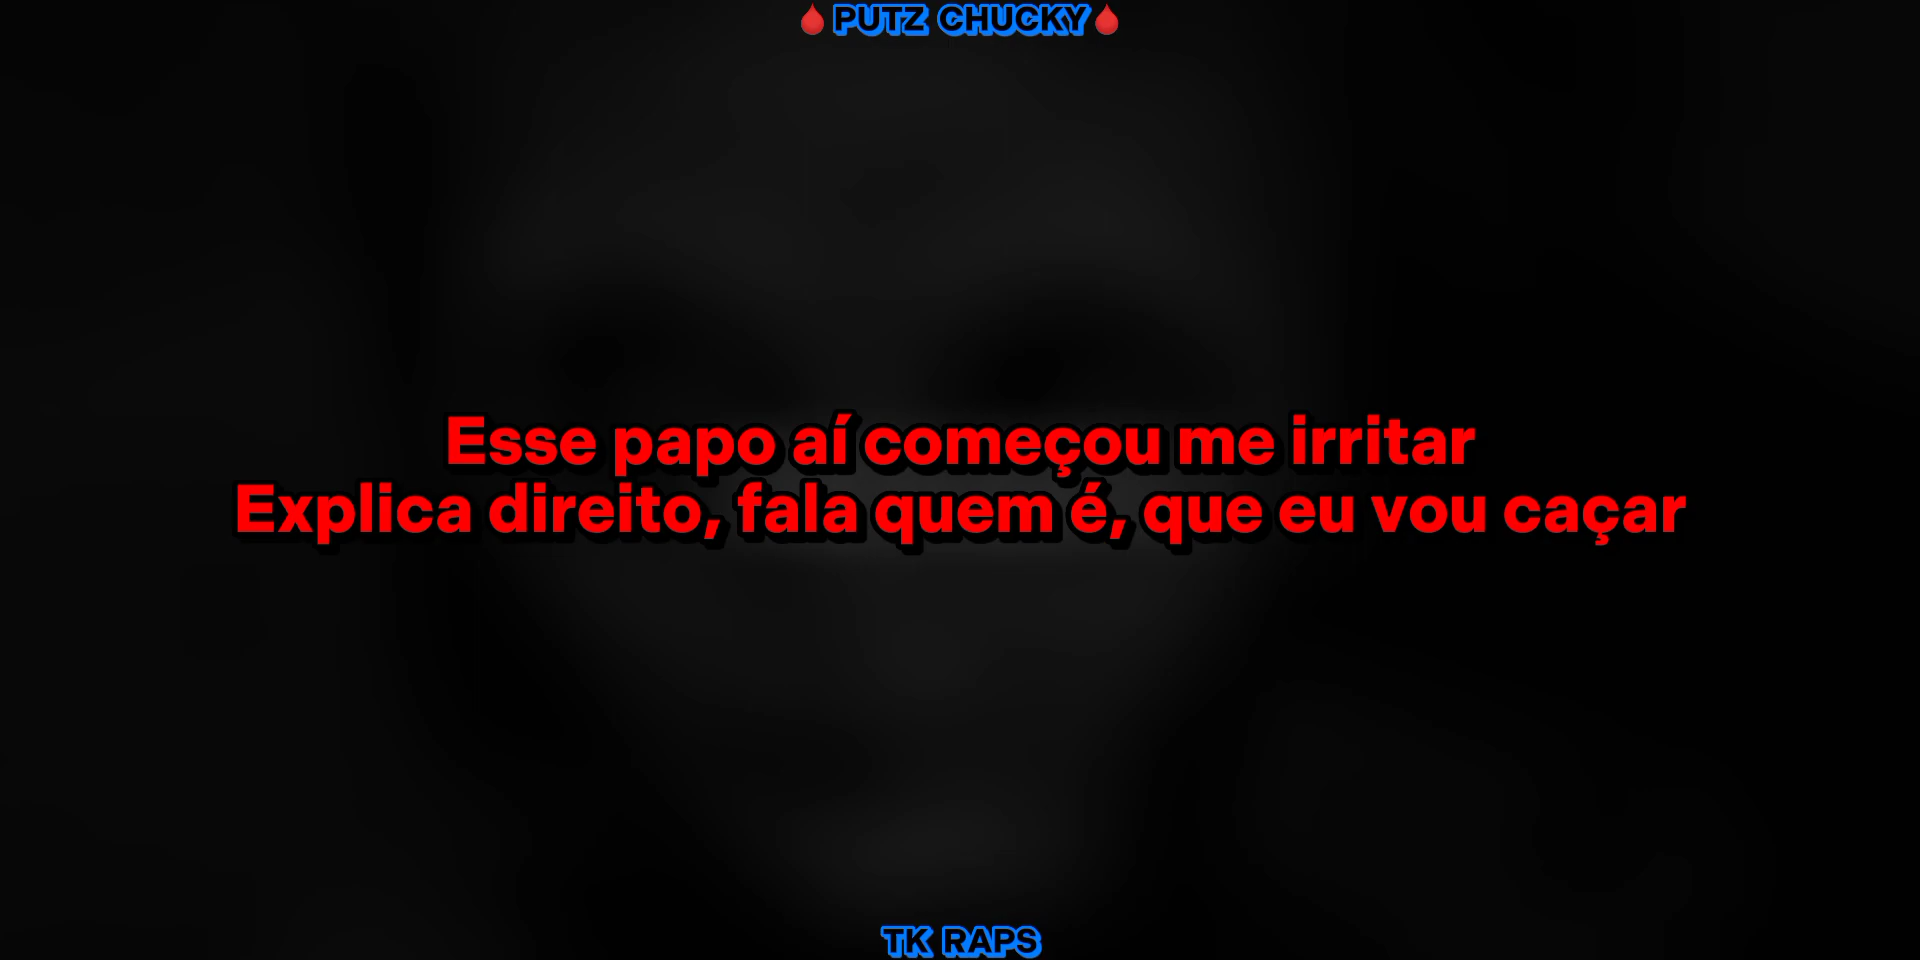 🩸PUTZ CHUCKY🩸
Esse papo aí começou me irritar
Explica direito, fala quem é, que eu vou caçar
TK RAPS